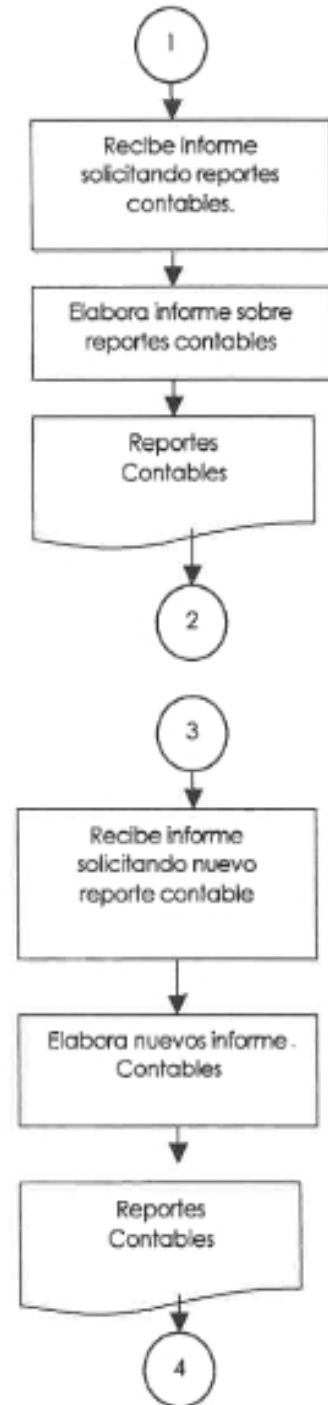 1
Recibe informe
solicitando reportes
contables.
Elabora informe sobre
reportes contables
Reportes
Contables
2
3
Recibe informe
solicitando nuevo
reporte contable
Elabora nuevos informe.
Contables
Reportes
Contables
4